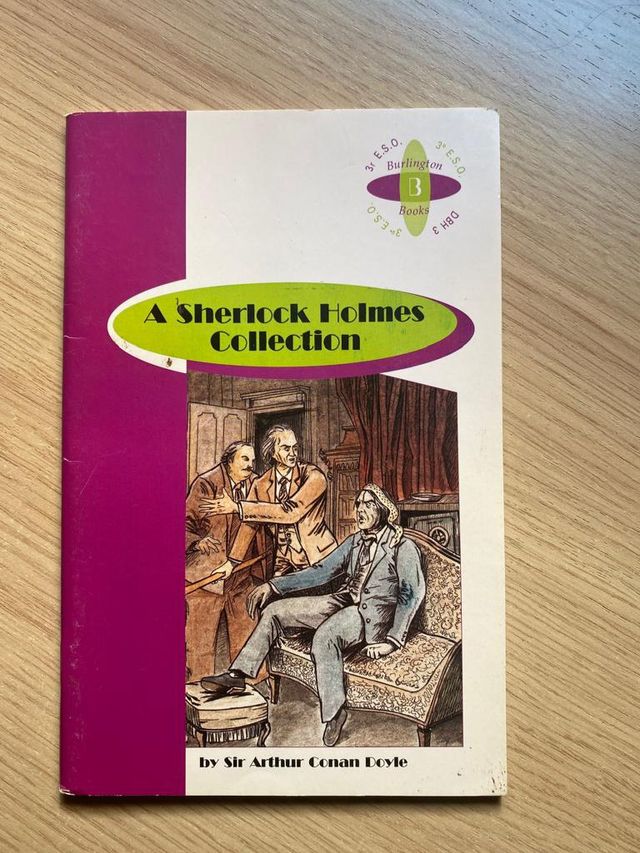 3r E.S.O.
3º E.S.O.
Burlington
B
Books
3º E.S.O.
DBH 3
A Sherlock Holmes
Collection
by Sir Arthur Conan Doyle